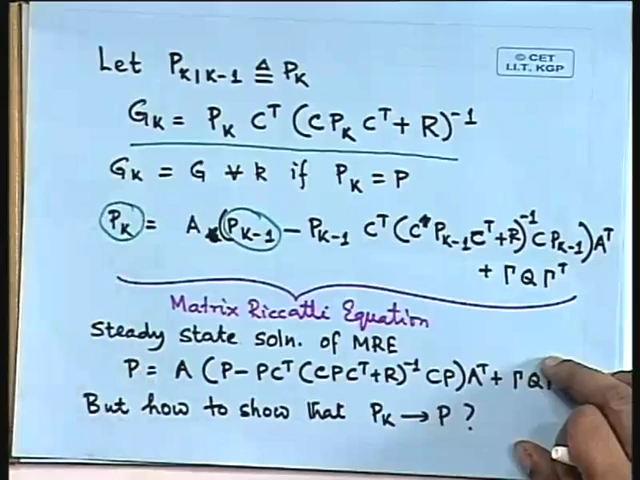 Let P_{K|K-1} ≜ P_K
© CET
I.I.T. KGP
G_K = P_K C^T (C P_K C^T + R)^{-1}
G_K = G ∀ k if P_K = P
P_K = A (P_{K-1} - P_{K-1} C^T (C P_{K-1} C^T + R)^{-1} C P_{K-1}) A^T
+ Γ Q Γ^T
Matrix Riccatti Equation
Steady state soln. of MRE
P = A (P - PC^T (CPC^T + R)^{-1} CP) A^T + Γ Q
But how to show that P_K → P ?